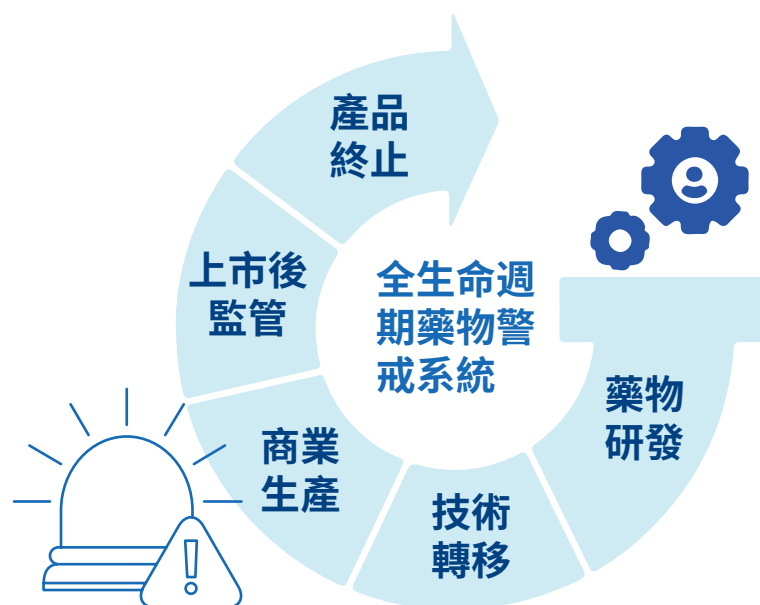 全生命週
期藥物警
戒系統
藥物
研發
技術
轉移
商業
生產
上市後
監管
產品
終止